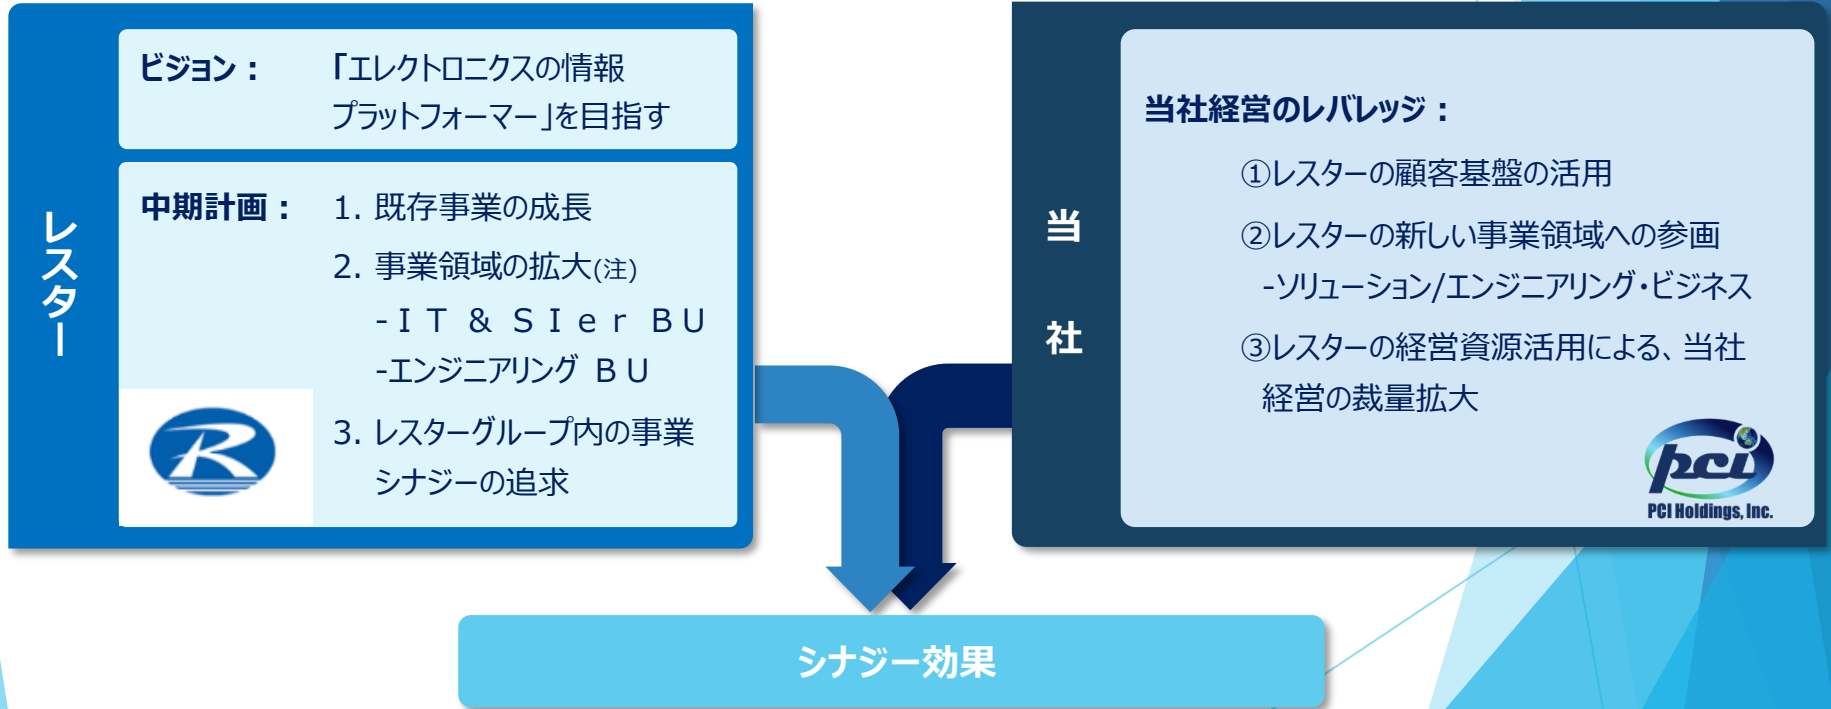 レスター
ビジョン： 「エレクトロニクスの情報
プラットフォーマー」を目指す
中期計画： 1. 既存事業の成長
2. 事業領域の拡大(注)
-ＩＴ ＆ ＳＩｅｒ ＢＵ
-エンジニアリング ＢＵ
3. レスターグループ内の事業
シナジーの追求
R
当社
当社経営のレバレッジ：
①レスターの顧客基盤の活用
②レスターの新しい事業領域への参画
-ソリューション/エンジニアリング・ビジネス
③レスターの経営資源活用による、当社
経営の裁量拡大
pci
PCI Holdings, Inc.
シナジー効果